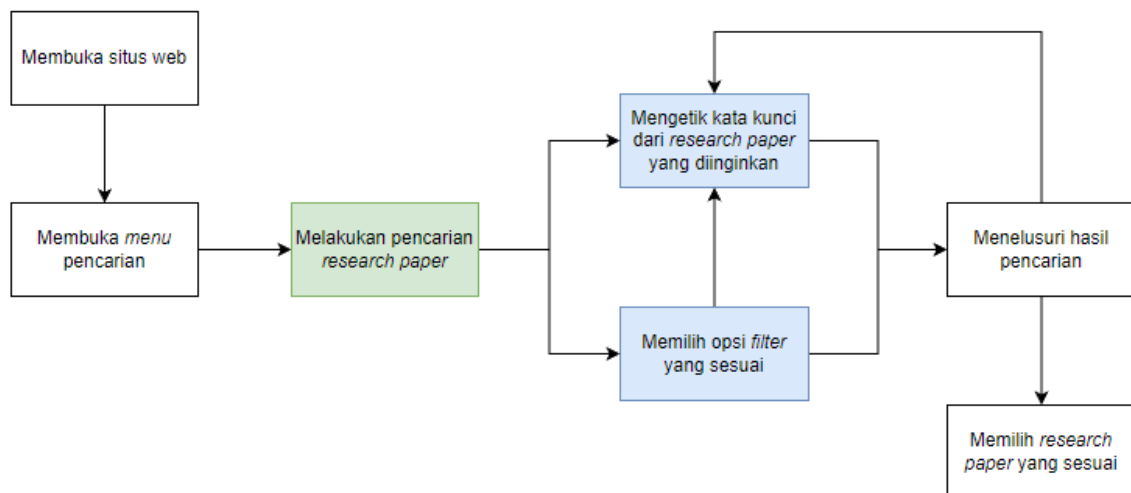 Membuka situs web
Membuka menu
pencarian
Melakukan pencarian
research paper
Mengetik kata kunci
dari research paper
yang diinginkan
Memilih opsi filter
yang sesuai
Menelusuri hasil
pencarian
Memilih research
paper yang sesuai